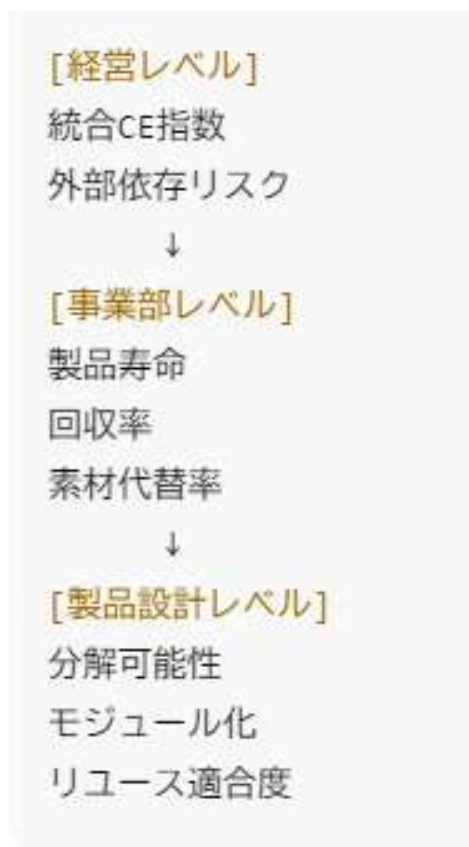 [経営レベル]
統合CE指数
外部依存リスク
↓
[事業部レベル]
製品寿命
回収率
素材代替率
↓
[製品設計レベル]
分解可能性
モジュール化
リユース適合度